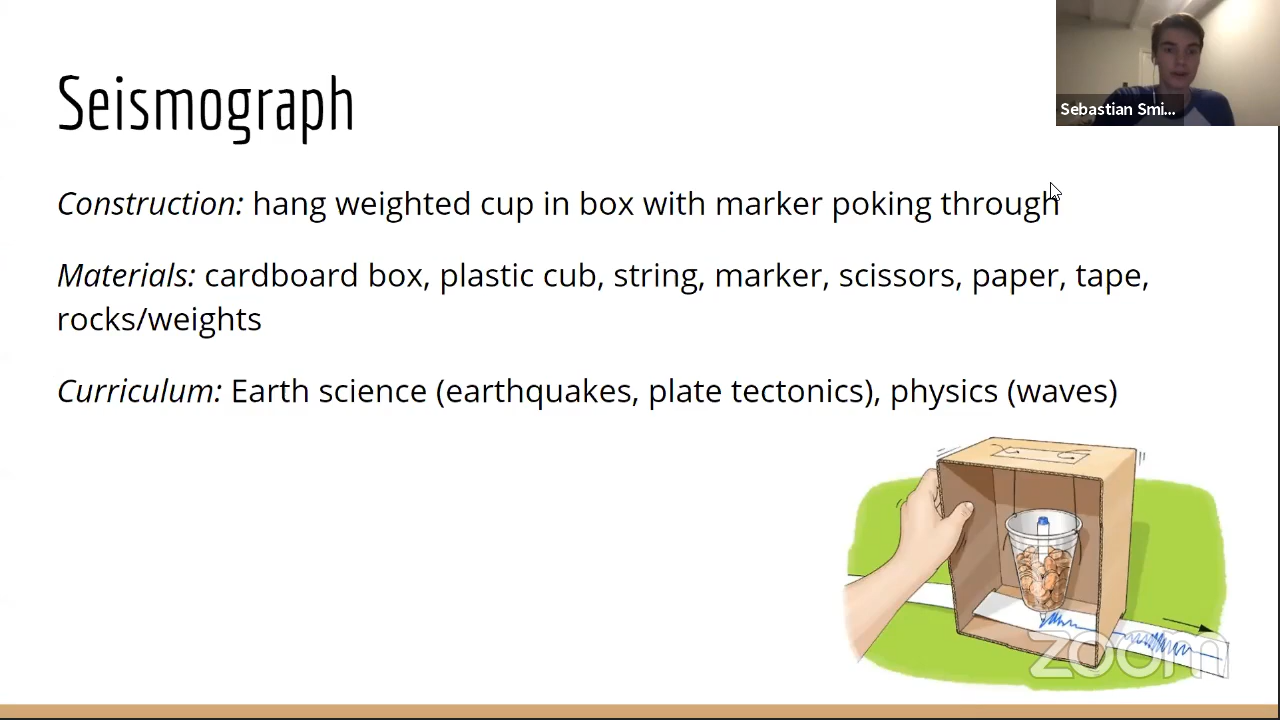 Seismograph
Sebastian Smi...
Construction: hang weighted cup in box with marker poking through
Materials: cardboard box, plastic cub, string, marker, scissors, paper, tape,
rocks/weights
Curriculum: Earth science (earthquakes, plate tectonics), physics (waves)
zoom